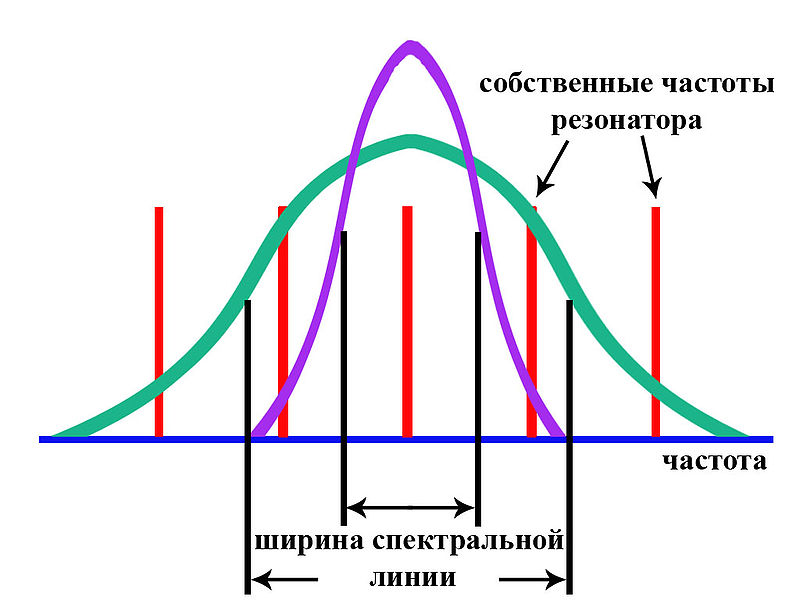 собственные частоты
резонатора
частота
ширина спектральной
линии